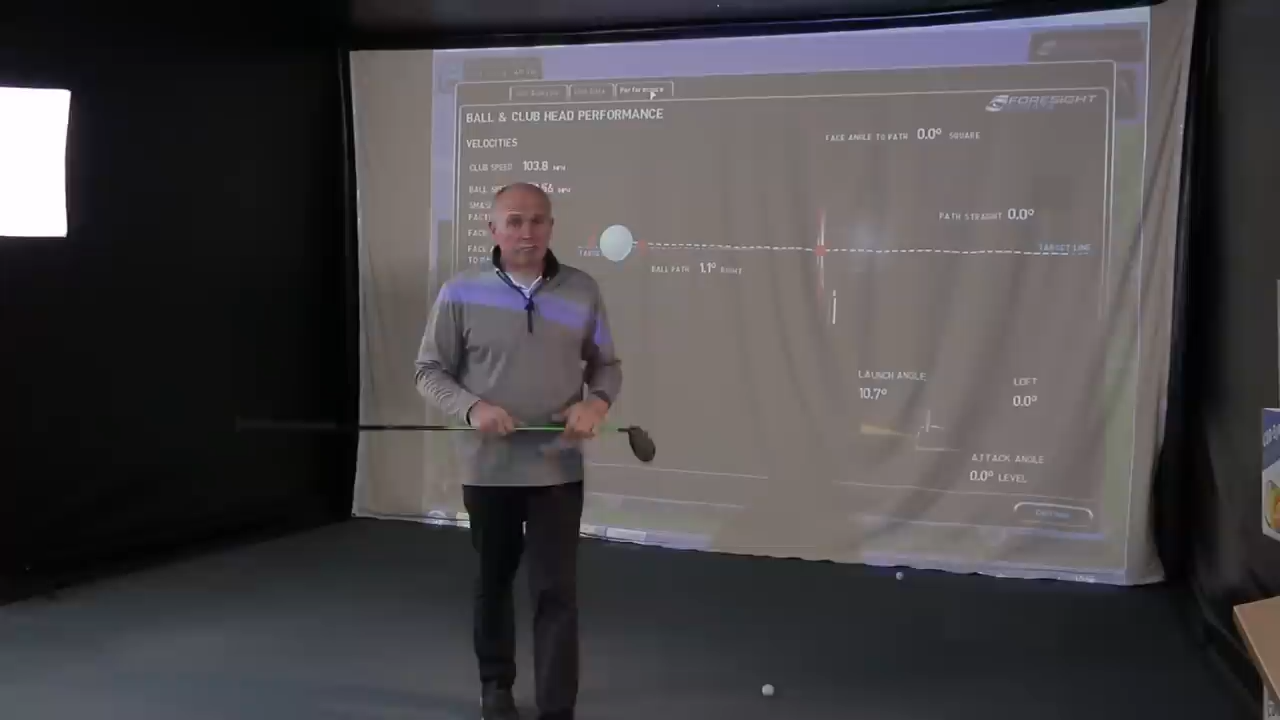 Performance
FORESIGHT
BALL & CLUB HEAD PERFORMANCE
FACE ANGLE TO PATH 0.0° SQUARE
VELOCITIES
CLUB SPEED 103.8 MPH
BALL MPH
PATH STRAIGHT 0.0°
TARGET LINE
BALL PATH 1.1° RIGHT
LAUNCH ANGLE
10.7°
LOFT
0.0°
ATTACK ANGLE
0.0° LEVEL